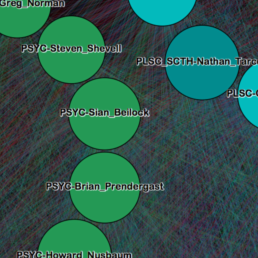 Greg_Norman
PSYC-Steven_Shevell
PLSC_SCTH-Nathan_Tarc
PLSC-
PSYC-Sian_Beilock
PSYC-Brian_Prendergast
PSYC-Howard_Nusbaum